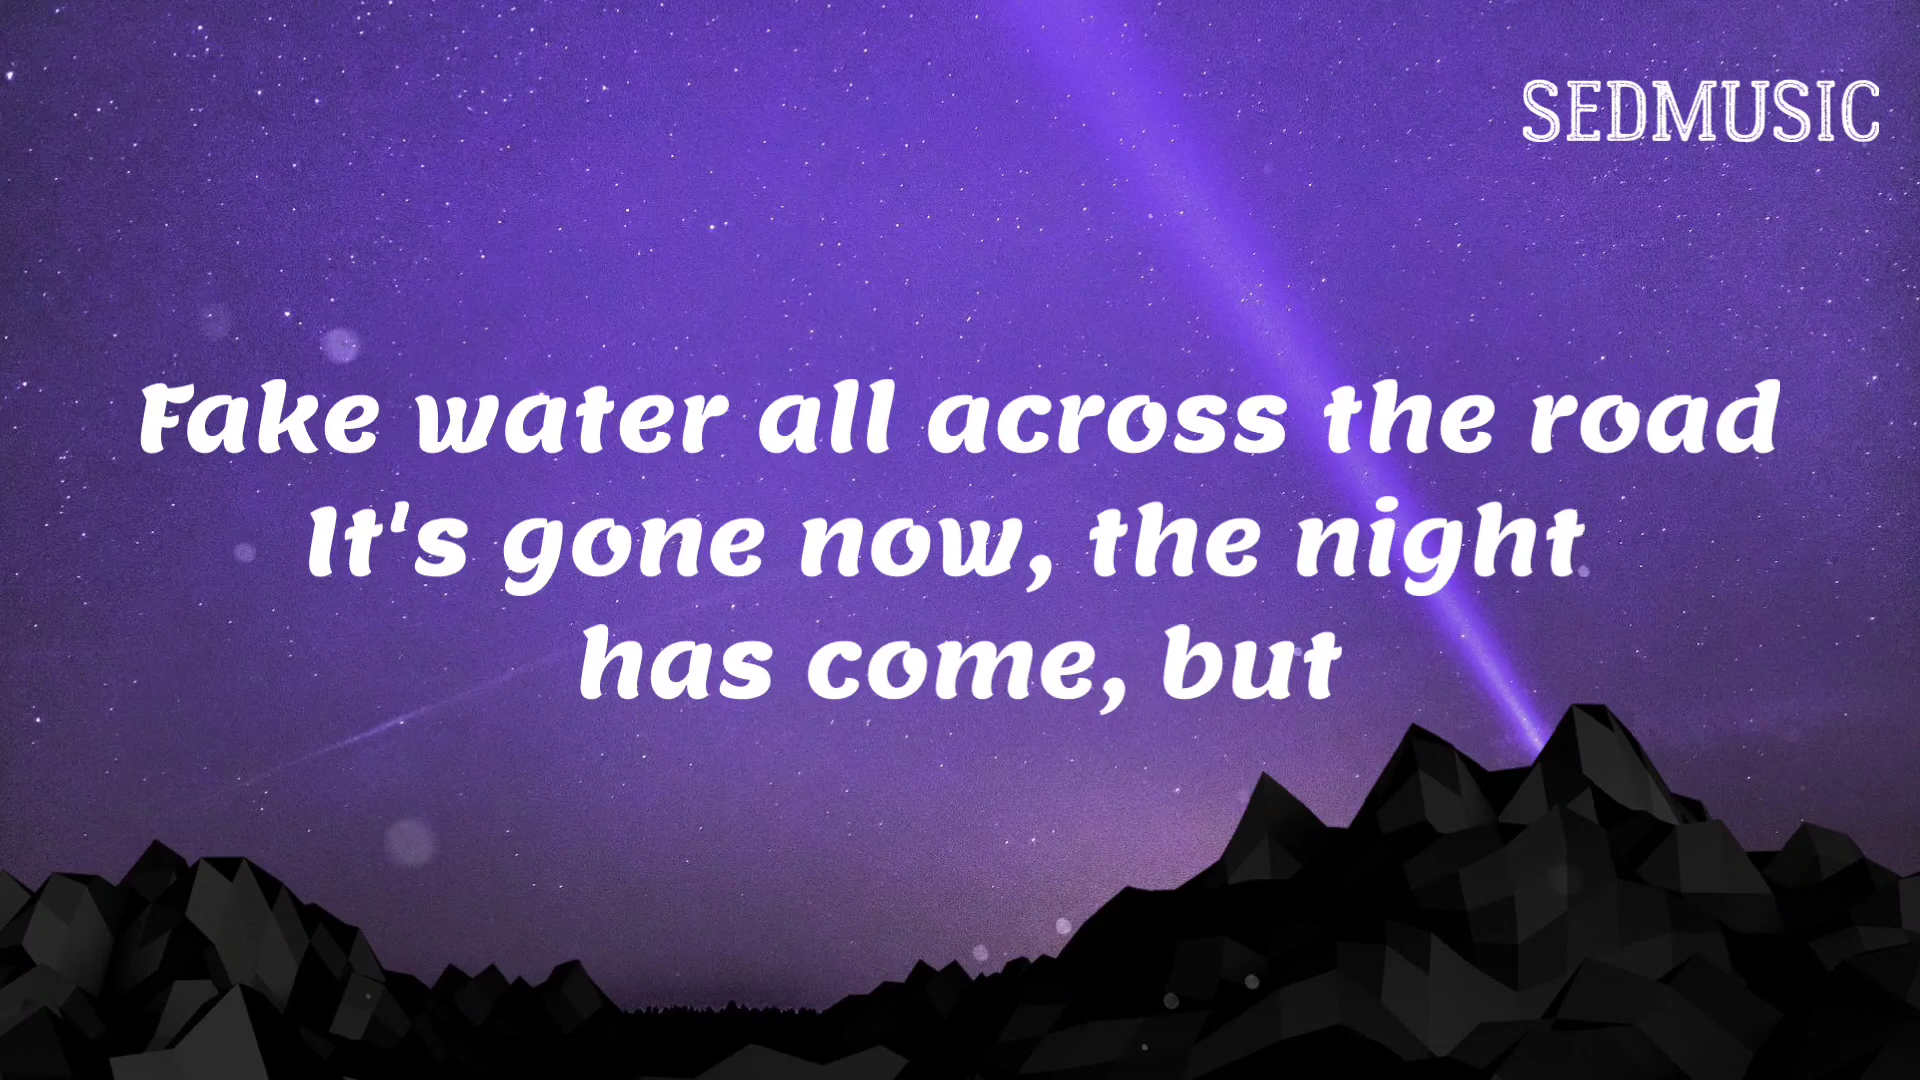 SEDMUSIC
Fake water all across the road
It's gone now, the night
has come, but